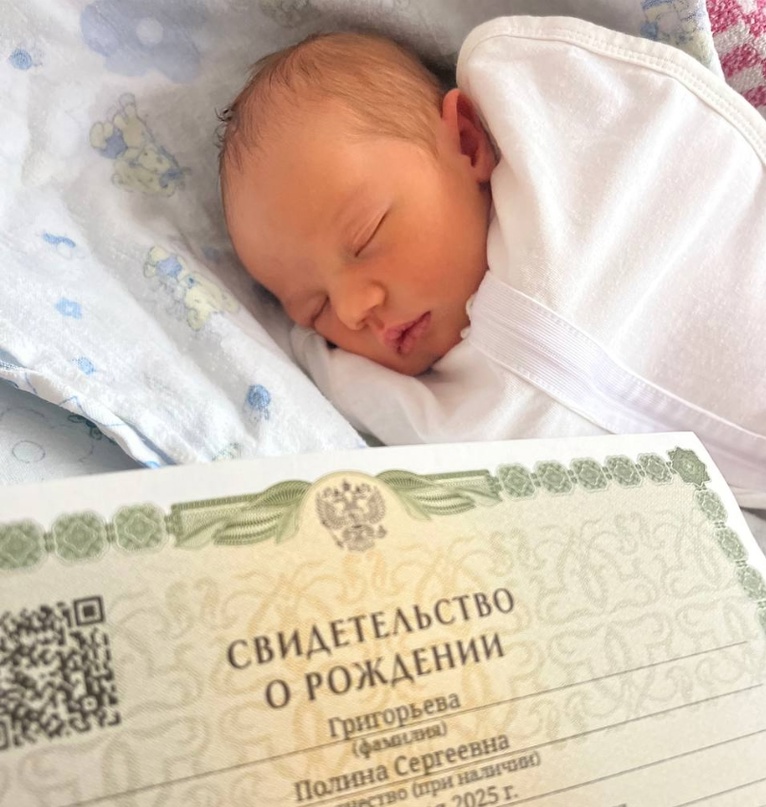 СВИДЕТЕЛЬСТВО
О РОЖДЕНИИ
Григорьева
(фамилия)
Полина Сергеевна
(при наличии)
2025 г.